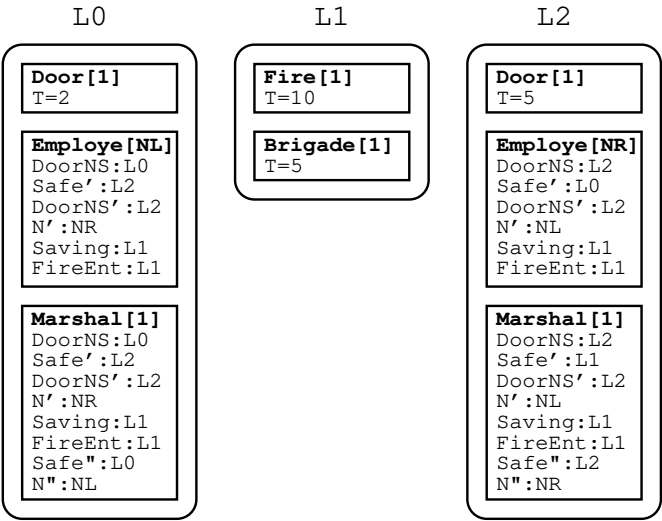 L0
L1
L2
Door[1]
T=2
Employe[NL]
DoorNS:L0
Safe′:L2
DoorNS′:L2
N′:NR
Saving:L1
FireEnt:L1
Marshal[1]
DoorNS:L0
Safe′:L2
DoorNS′:L2
N′:NR
Saving:L1
FireEnt:L1
Safe":L0
N":NL
Fire[1]
T=10
Brigade[1]
T=5
Door[1]
T=5
Employe[NR]
DoorNS:L2
Safe′:L0
DoorNS′:L2
N′:NL
Saving:L1
FireEnt:L1
Marshal[1]
DoorNS:L2
Safe′:L1
DoorNS′:L2
N′:NL
Saving:L1
FireEnt:L1
Safe":L2
N":NR